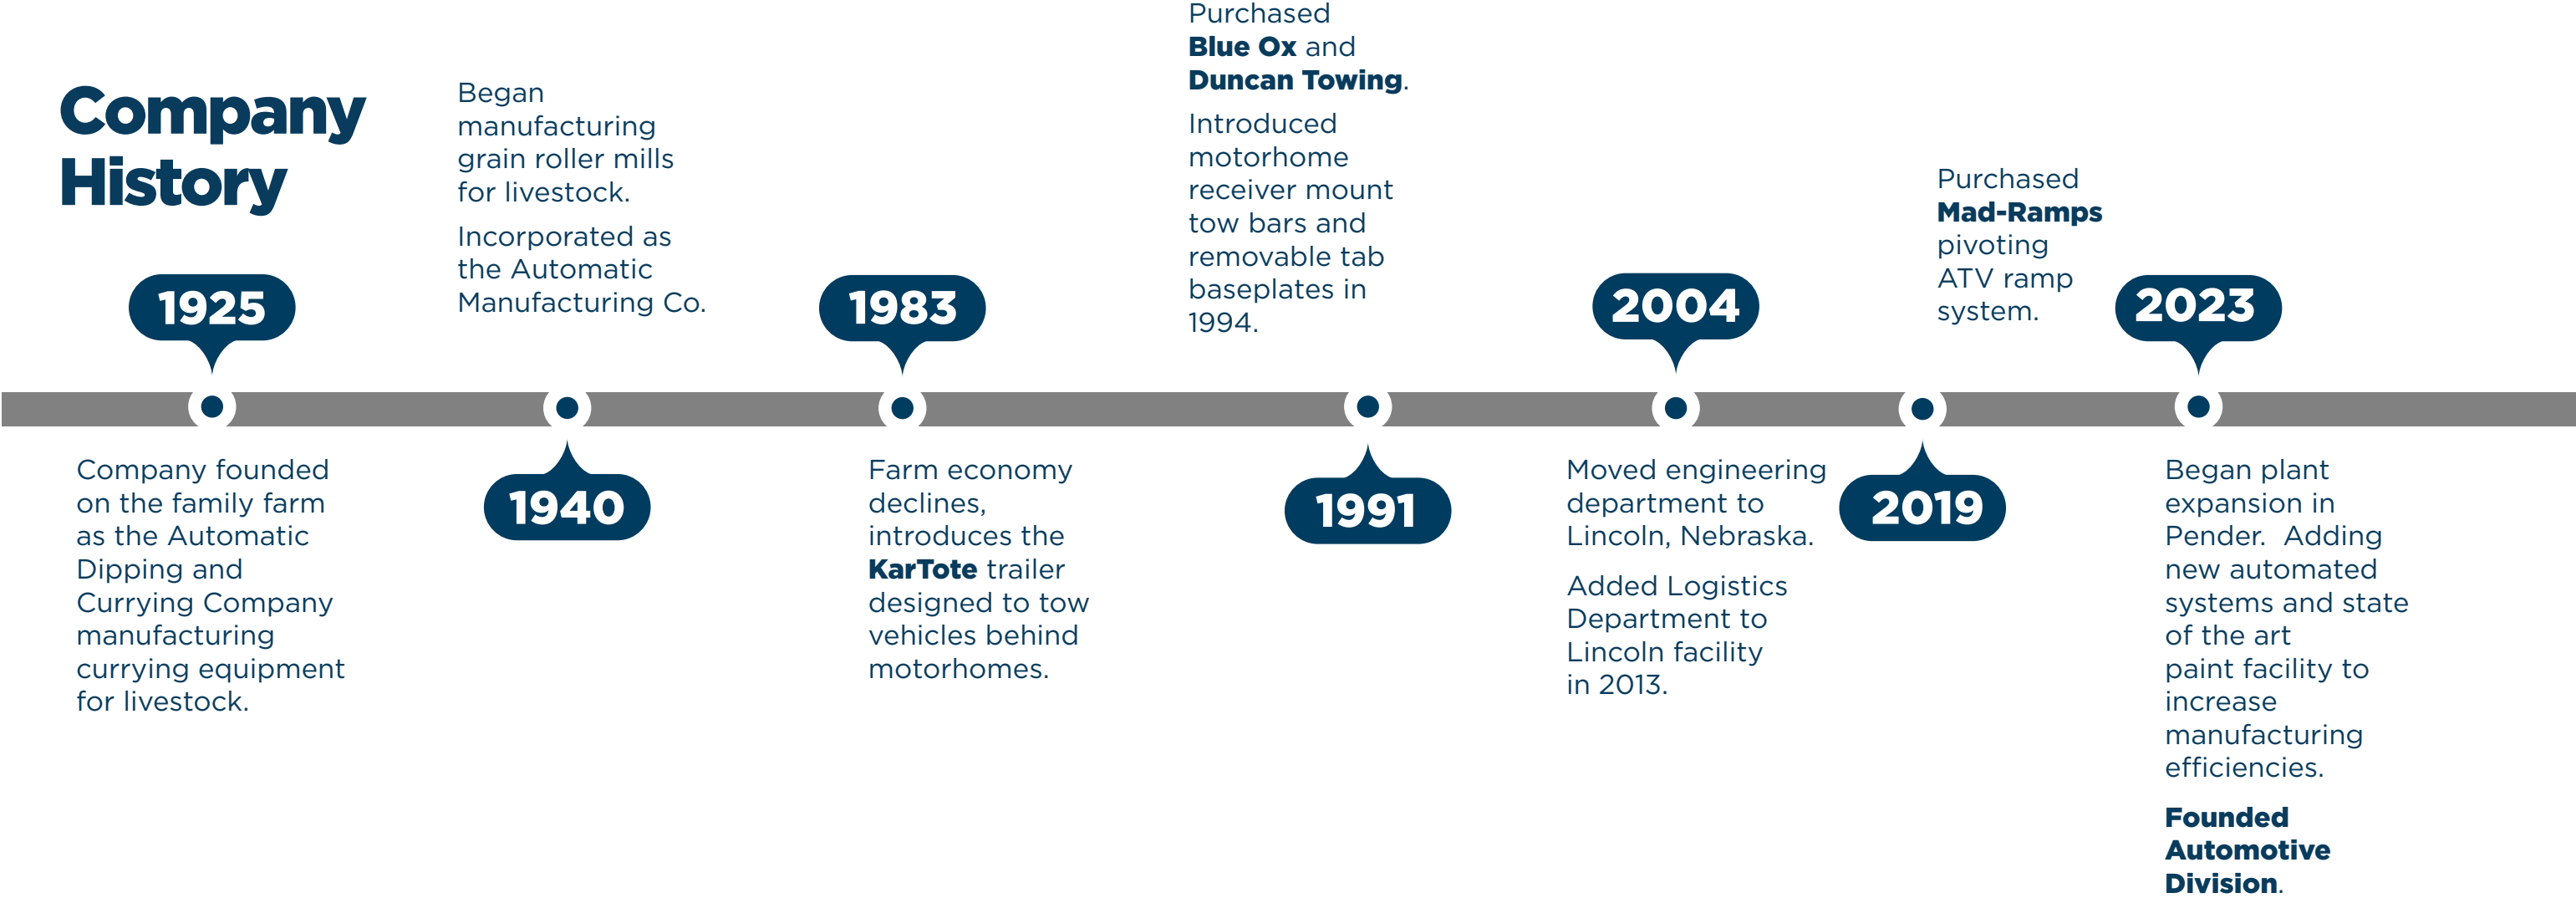 Company
History
1925
Company founded
on the family farm
as the Automatic
Dipping and
Currying Company
manufacturing
currying equipment
for livestock.
Began
manufacturing
grain roller mills
for livestock.
Incorporated as
the Automatic
Manufacturing Co.
1940
1983
Farm economy
declines,
introduces the
KarTote trailer
designed to tow
vehicles behind
motorhomes.
Purchased
Blue Ox and
Duncan Towing.
Introduced
motorhome
receiver mount
tow bars and
removable tab
baseplates in
1994.
1991
2004
Moved engineering
department to
Lincoln, Nebraska.
Added Logistics
Department to
Lincoln facility
in 2013.
Purchased
Mad-Ramps
pivoting
ATV ramp
system.
2019
2023
Began plant
expansion in
Pender.  Adding
new automated
systems and state
of the art
paint facility to
increase
manufacturing
efficiencies.
Founded
Automotive
Division.